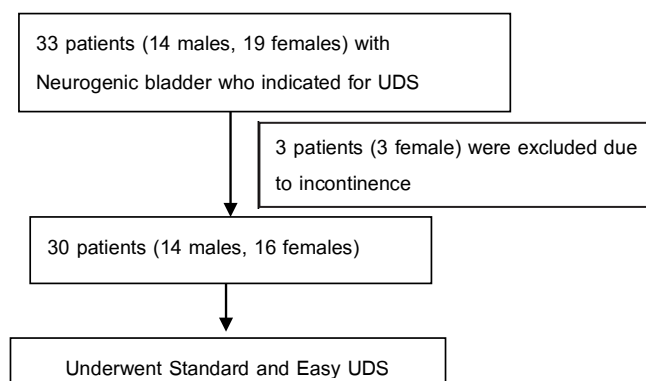 33 patients (14 males, 19 females) with
Neurogenic bladder who indicated for UDS
3 patients (3 female) were excluded due
to incontinence
30 patients (14 males, 16 females)
Underwent Standard and Easy UDS